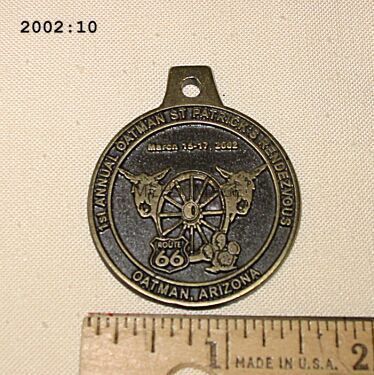 2002:10
1st ANNUAL OATMAN ST PATRICK'S RENDEZVOUS
March 15-17, 2002
ROUTE
66
OATMAN, ARIZONA
1 2
MADE IN U.S.A.